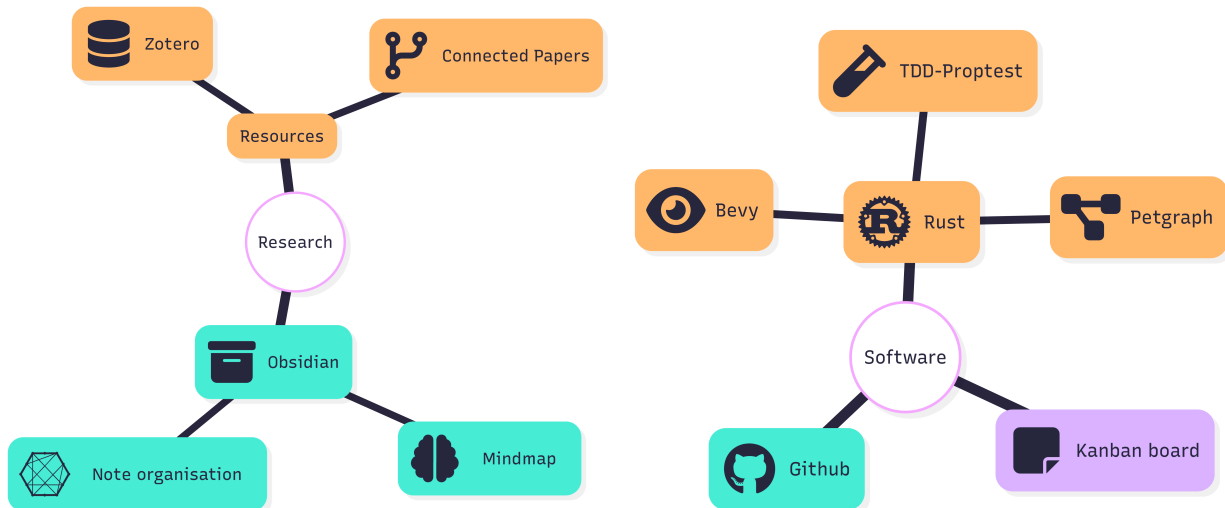 Zotero
Connected Papers
Resources
Research
Obsidian
Note organisation
Mindmap
TDD-Proptest
Bevy
R
Rust
Petgraph
Software
Github
Kanban board